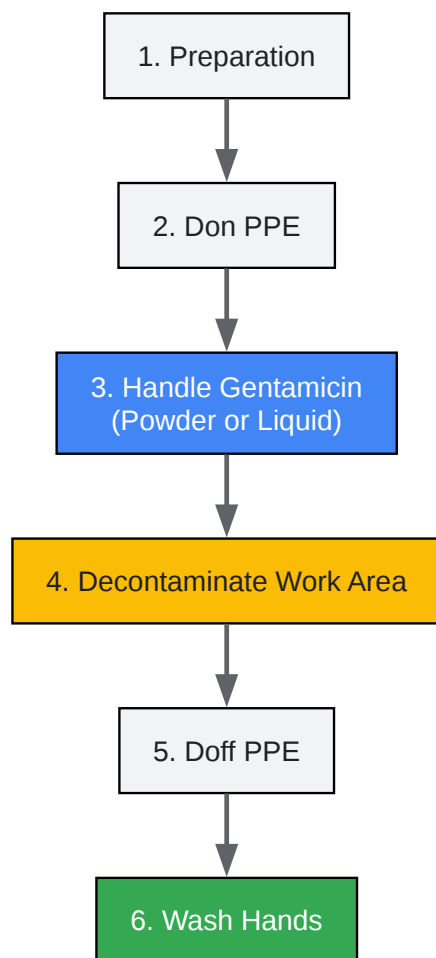 1. Preparation
2. Don PPE
3. Handle Gentamicin
(Powder or Liquid)
4. Decontaminate Work Area
5. Doff PPE
6. Wash Hands